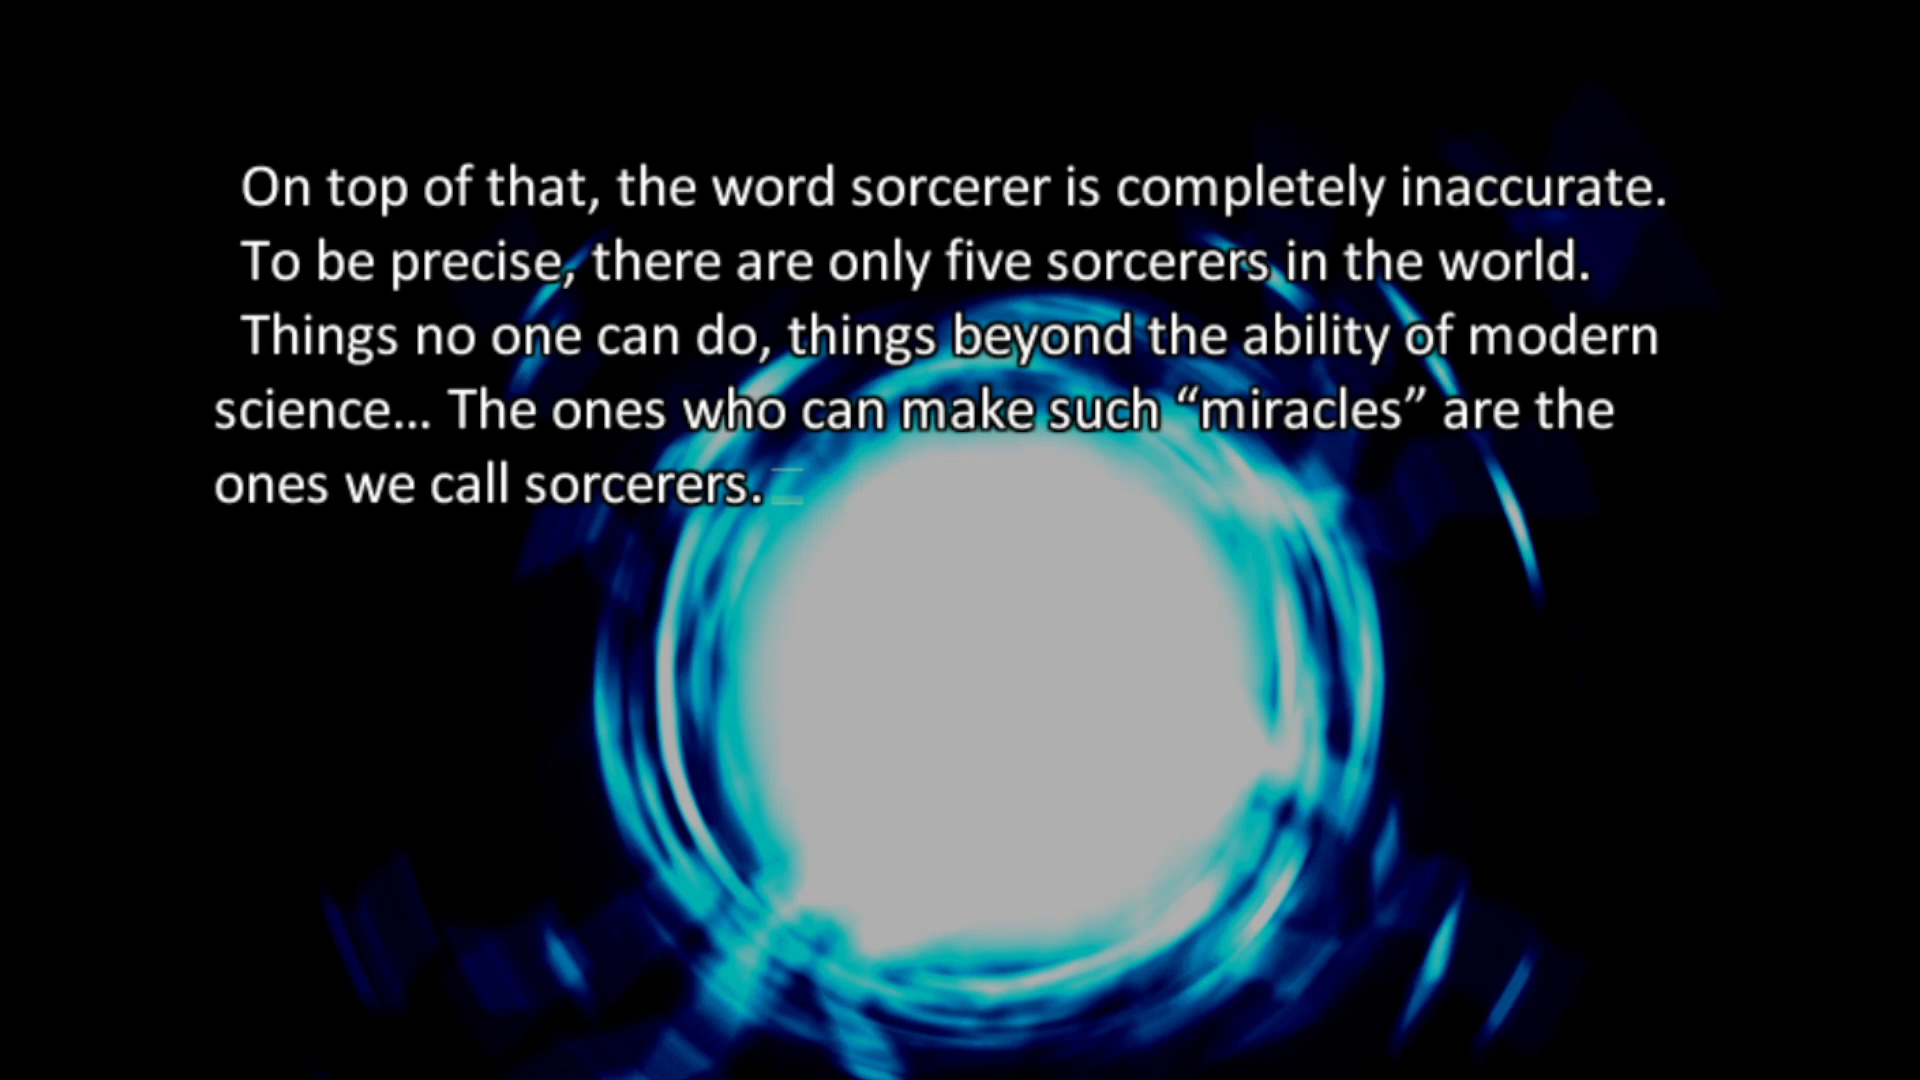 On top of that, the word sorcerer is completely inaccurate.
To be precise, there are only five sorcerers in the world.
Things no one can do, things beyond the ability of modern
science... The ones who can make such “miracles” are the
ones we call sorcerers.